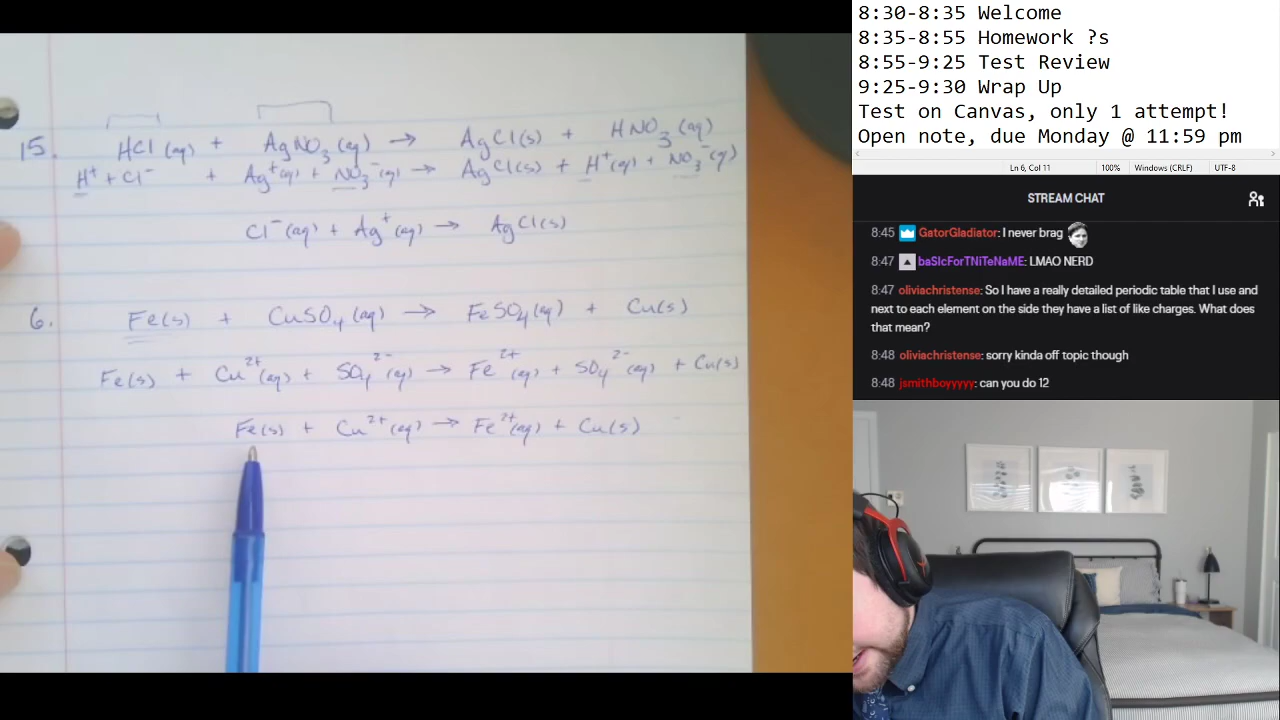 15. HCl (aq) + AgNO₃ (aq) → AgCl(s) + HNO₃ (aq)
H⁺ + Cl⁻ + Ag⁺(aq) + NO₃⁻(aq) → AgCl(s) + H⁺(aq) + NO₃⁻(aq)
Cl⁻(aq) + Ag⁺(aq) → AgCl(s)
6. Fe(s) + CuSO₄(aq) → FeSO₄(aq) + Cu(s)
Fe(s) + Cu²⁺(aq) + SO₄²⁻(aq) → Fe²⁺(aq) + SO₄²⁻(aq) + Cu(s)
Fe(s) + Cu²⁺(aq) → Fe²⁺(aq) + Cu(s)
8:30-8:35 Welcome
8:35-8:55 Homework ?s
8:55-9:25 Test Review
9:25-9:30 Wrap Up
Test on Canvas, only 1 attempt!
Open note, due Monday @ 11:59 pm
Ln 6, Col 11 100% Windows (CRLF) UTF-8
STREAM CHAT
8:45 GatorGladiator: I never brag
8:47 baSIcForTNiTeNaME: LMAO NERD
8:47 oliviachristense: So I have a really detailed periodic table that I use and
next to each element on the side they have a list of like charges. What does
that mean?
8:48 oliviachristense: sorry kinda off topic though
8:48 jsmithboyyyyy: can you do 12